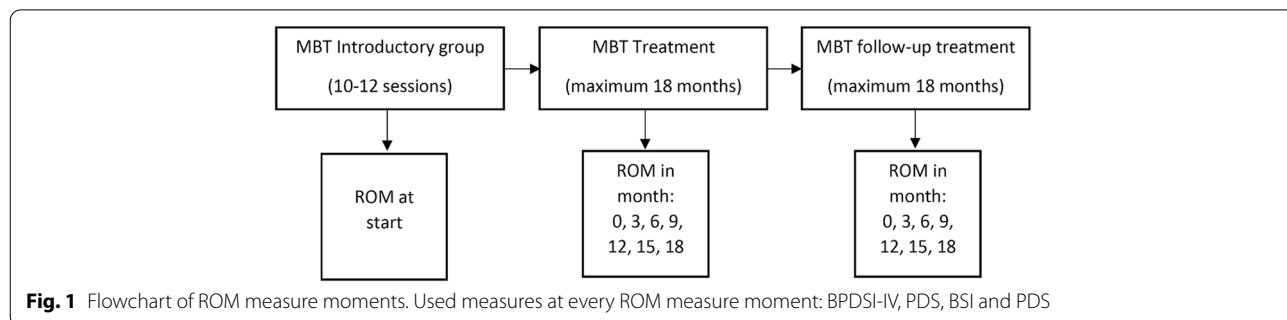 MBT Introductory group
(10-12 sessions)
MBT Treatment
(maximum 18 months)
MBT follow-up treatment
(maximum 18 months)
ROM at
start
ROM in
month:
0, 3, 6, 9,
12, 15, 18
ROM in
month:
0, 3, 6, 9,
12, 15, 18
Fig. 1 Flowchart of ROM measure moments. Used measures at every ROM measure moment: BPDSI-IV, PDS, BSI and PDS